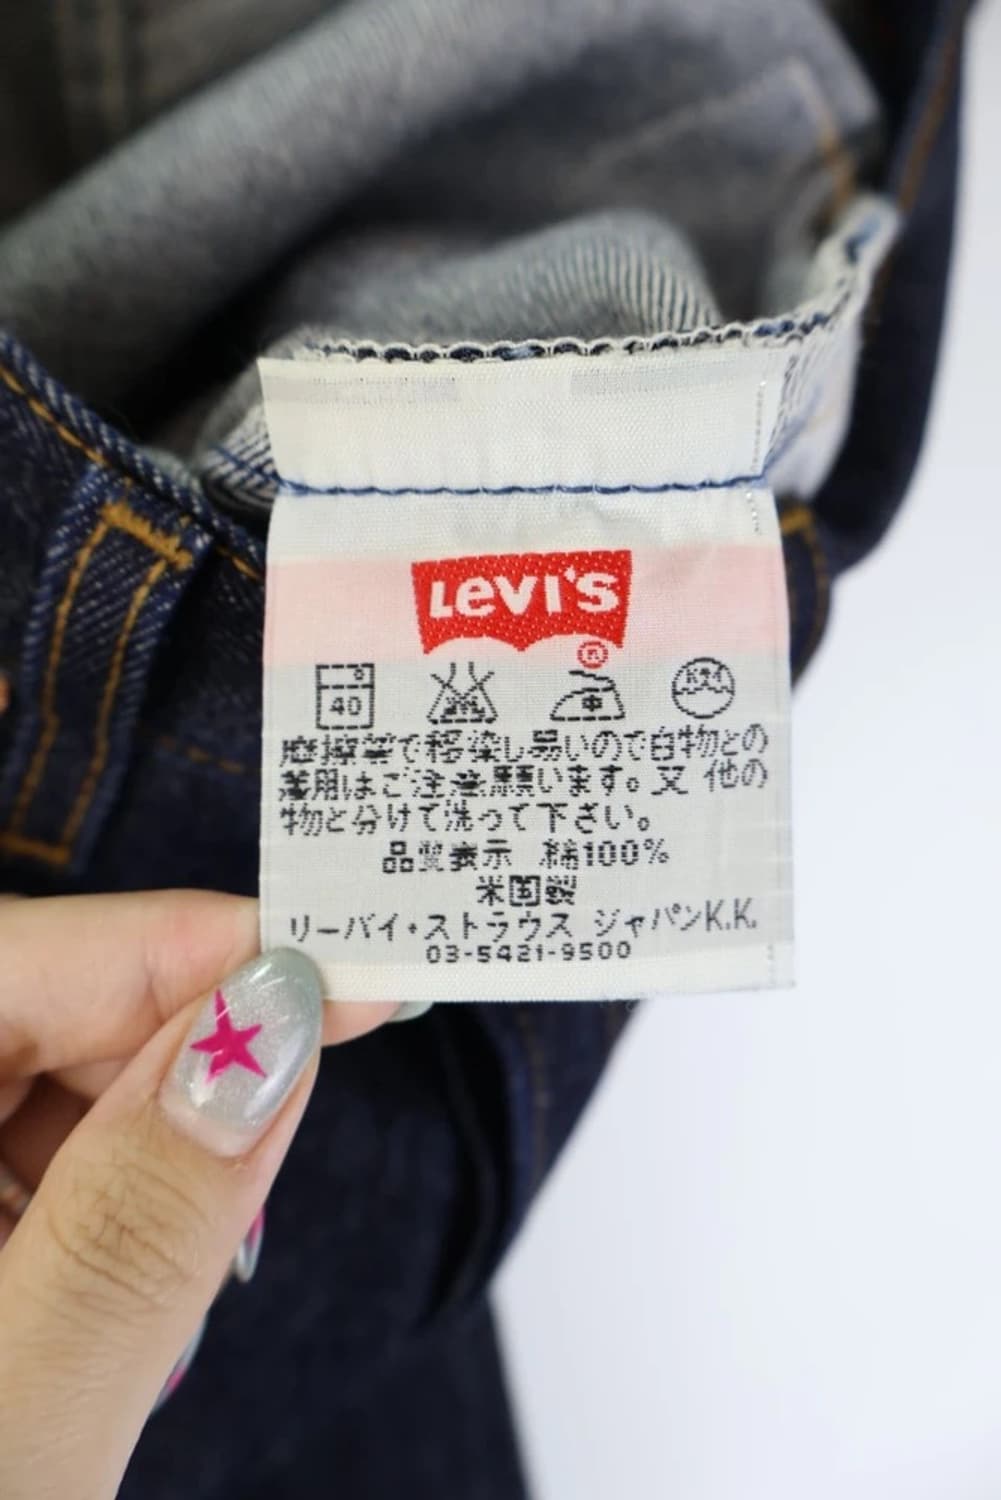 LEVI'S
®
40
摩擦等で移染し易いので白物との
着用はご注意願います。又 他の
物と分けて洗って下さい。
品質表示 綿100%
米国製
リーバイ・ストラウス ジャパンK.K.
03-5421-9500